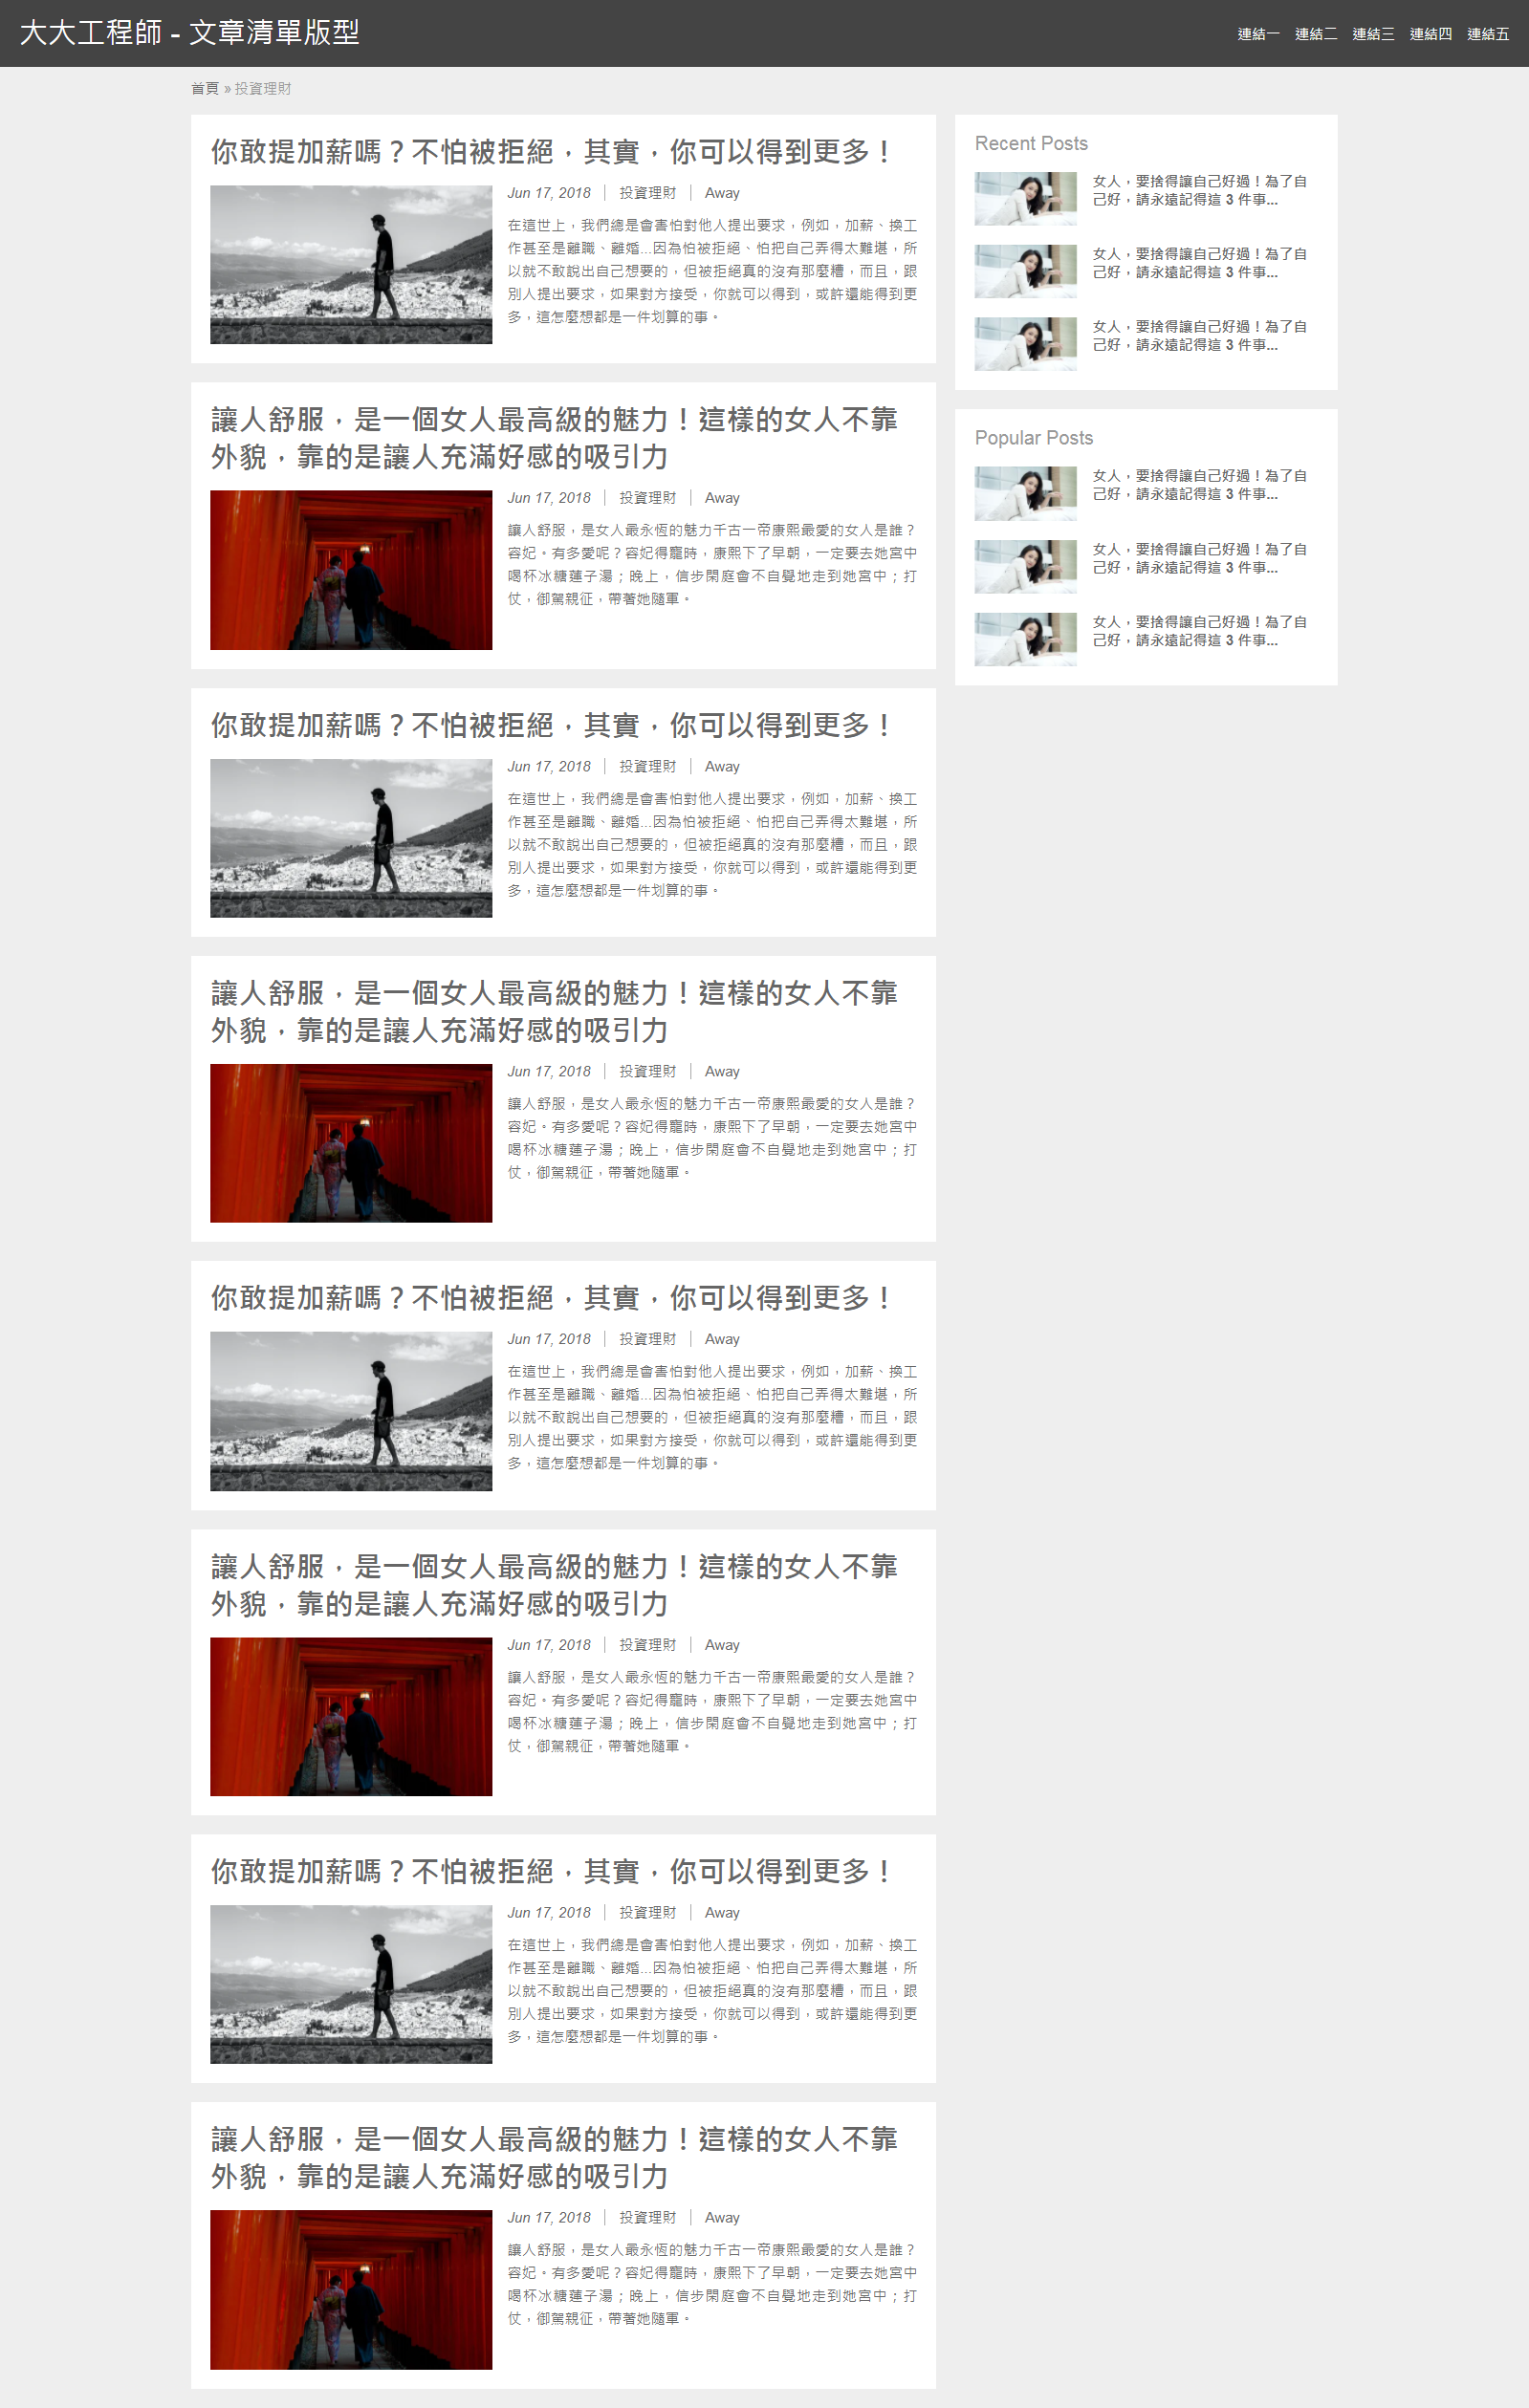 大大工程師 - 文章清單版型
連結一 連結二 連結三 連結四 連結五
首頁 » 投資理財
你敢提加薪嗎？不怕被拒絕，其實，你可以得到更多！
Jun 17, 2018 投資理財 Away
在這世上，我們總是會害怕對他人提出要求，例如，加薪、換工
作甚至是離職、離婚...因為怕被拒絕、怕把自己弄得太難堪，所
以就不敢說出自己想要的，但被拒絕真的沒有那麼糟，而且，跟
別人提出要求，如果對方接受，你就可以得到，或許還能得到更
多，這怎麼想都是一件划算的事。
讓人舒服，是一個女人最高級的魅力！這樣的女人不靠
外貌，靠的是讓人充滿好感的吸引力
Jun 17, 2018 投資理財 Away
讓人舒服，是女人最永恆的魅力千古一帝康熙最愛的女人是誰？
容妃。有多愛呢？容妃得寵時，康熙下了早朝，一定要去她宮中
喝杯冰糖蓮子湯；晚上，信步閑庭會不自覺地走到她宮中；打
仗，御駕親征，帶著她隨軍。
你敢提加薪嗎？不怕被拒絕，其實，你可以得到更多！
Jun 17, 2018 投資理財 Away
在這世上，我們總是會害怕對他人提出要求，例如，加薪、換工
作甚至是離職、離婚...因為怕被拒絕、怕把自己弄得太難堪，所
以就不敢說出自己想要的，但被拒絕真的沒有那麼糟，而且，跟
別人提出要求，如果對方接受，你就可以得到，或許還能得到更
多，這怎麼想都是一件划算的事。
讓人舒服，是一個女人最高級的魅力！這樣的女人不靠
外貌，靠的是讓人充滿好感的吸引力
Jun 17, 2018 投資理財 Away
讓人舒服，是女人最永恆的魅力千古一帝康熙最愛的女人是誰？
容妃。有多愛呢？容妃得寵時，康熙下了早朝，一定要去她宮中
喝杯冰糖蓮子湯；晚上，信步閑庭會不自覺地走到她宮中；打
仗，御駕親征，帶著她隨軍。
你敢提加薪嗎？不怕被拒絕，其實，你可以得到更多！
Jun 17, 2018 投資理財 Away
在這世上，我們總是會害怕對他人提出要求，例如，加薪、換工
作甚至是離職、離婚...因為怕被拒絕、怕把自己弄得太難堪，所
以就不敢說出自己想要的，但被拒絕真的沒有那麼糟，而且，跟
別人提出要求，如果對方接受，你就可以得到，或許還能得到更
多，這怎麼想都是一件划算的事。
讓人舒服，是一個女人最高級的魅力！這樣的女人不靠
外貌，靠的是讓人充滿好感的吸引力
Jun 17, 2018 投資理財 Away
讓人舒服，是女人最永恆的魅力千古一帝康熙最愛的女人是誰？
容妃。有多愛呢？容妃得寵時，康熙下了早朝，一定要去她宮中
喝杯冰糖蓮子湯；晚上，信步閑庭會不自覺地走到她宮中；打
仗，御駕親征，帶著她隨軍。
你敢提加薪嗎？不怕被拒絕，其實，你可以得到更多！
Jun 17, 2018 投資理財 Away
在這世上，我們總是會害怕對他人提出要求，例如，加薪、換工
作甚至是離職、離婚...因為怕被拒絕、怕把自己弄得太難堪，所
以就不敢說出自己想要的，但被拒絕真的沒有那麼糟，而且，跟
別人提出要求，如果對方接受，你就可以得到，或許還能得到更
多，這怎麼想都是一件划算的事。
讓人舒服，是一個女人最高級的魅力！這樣的女人不靠
外貌，靠的是讓人充滿好感的吸引力
Jun 17, 2018 投資理財 Away
讓人舒服，是女人最永恆的魅力千古一帝康熙最愛的女人是誰？
容妃。有多愛呢？容妃得寵時，康熙下了早朝，一定要去她宮中
喝杯冰糖蓮子湯；晚上，信步閑庭會不自覺地走到她宮中；打
仗，御駕親征，帶著她隨軍。
Recent Posts
女人，要捨得讓自己好過！為了自
己好，請永遠記得這 3 件事...
女人，要捨得讓自己好過！為了自
己好，請永遠記得這 3 件事...
女人，要捨得讓自己好過！為了自
己好，請永遠記得這 3 件事...
Popular Posts
女人，要捨得讓自己好過！為了自
己好，請永遠記得這 3 件事...
女人，要捨得讓自己好過！為了自
己好，請永遠記得這 3 件事...
女人，要捨得讓自己好過！為了自
己好，請永遠記得這 3 件事...